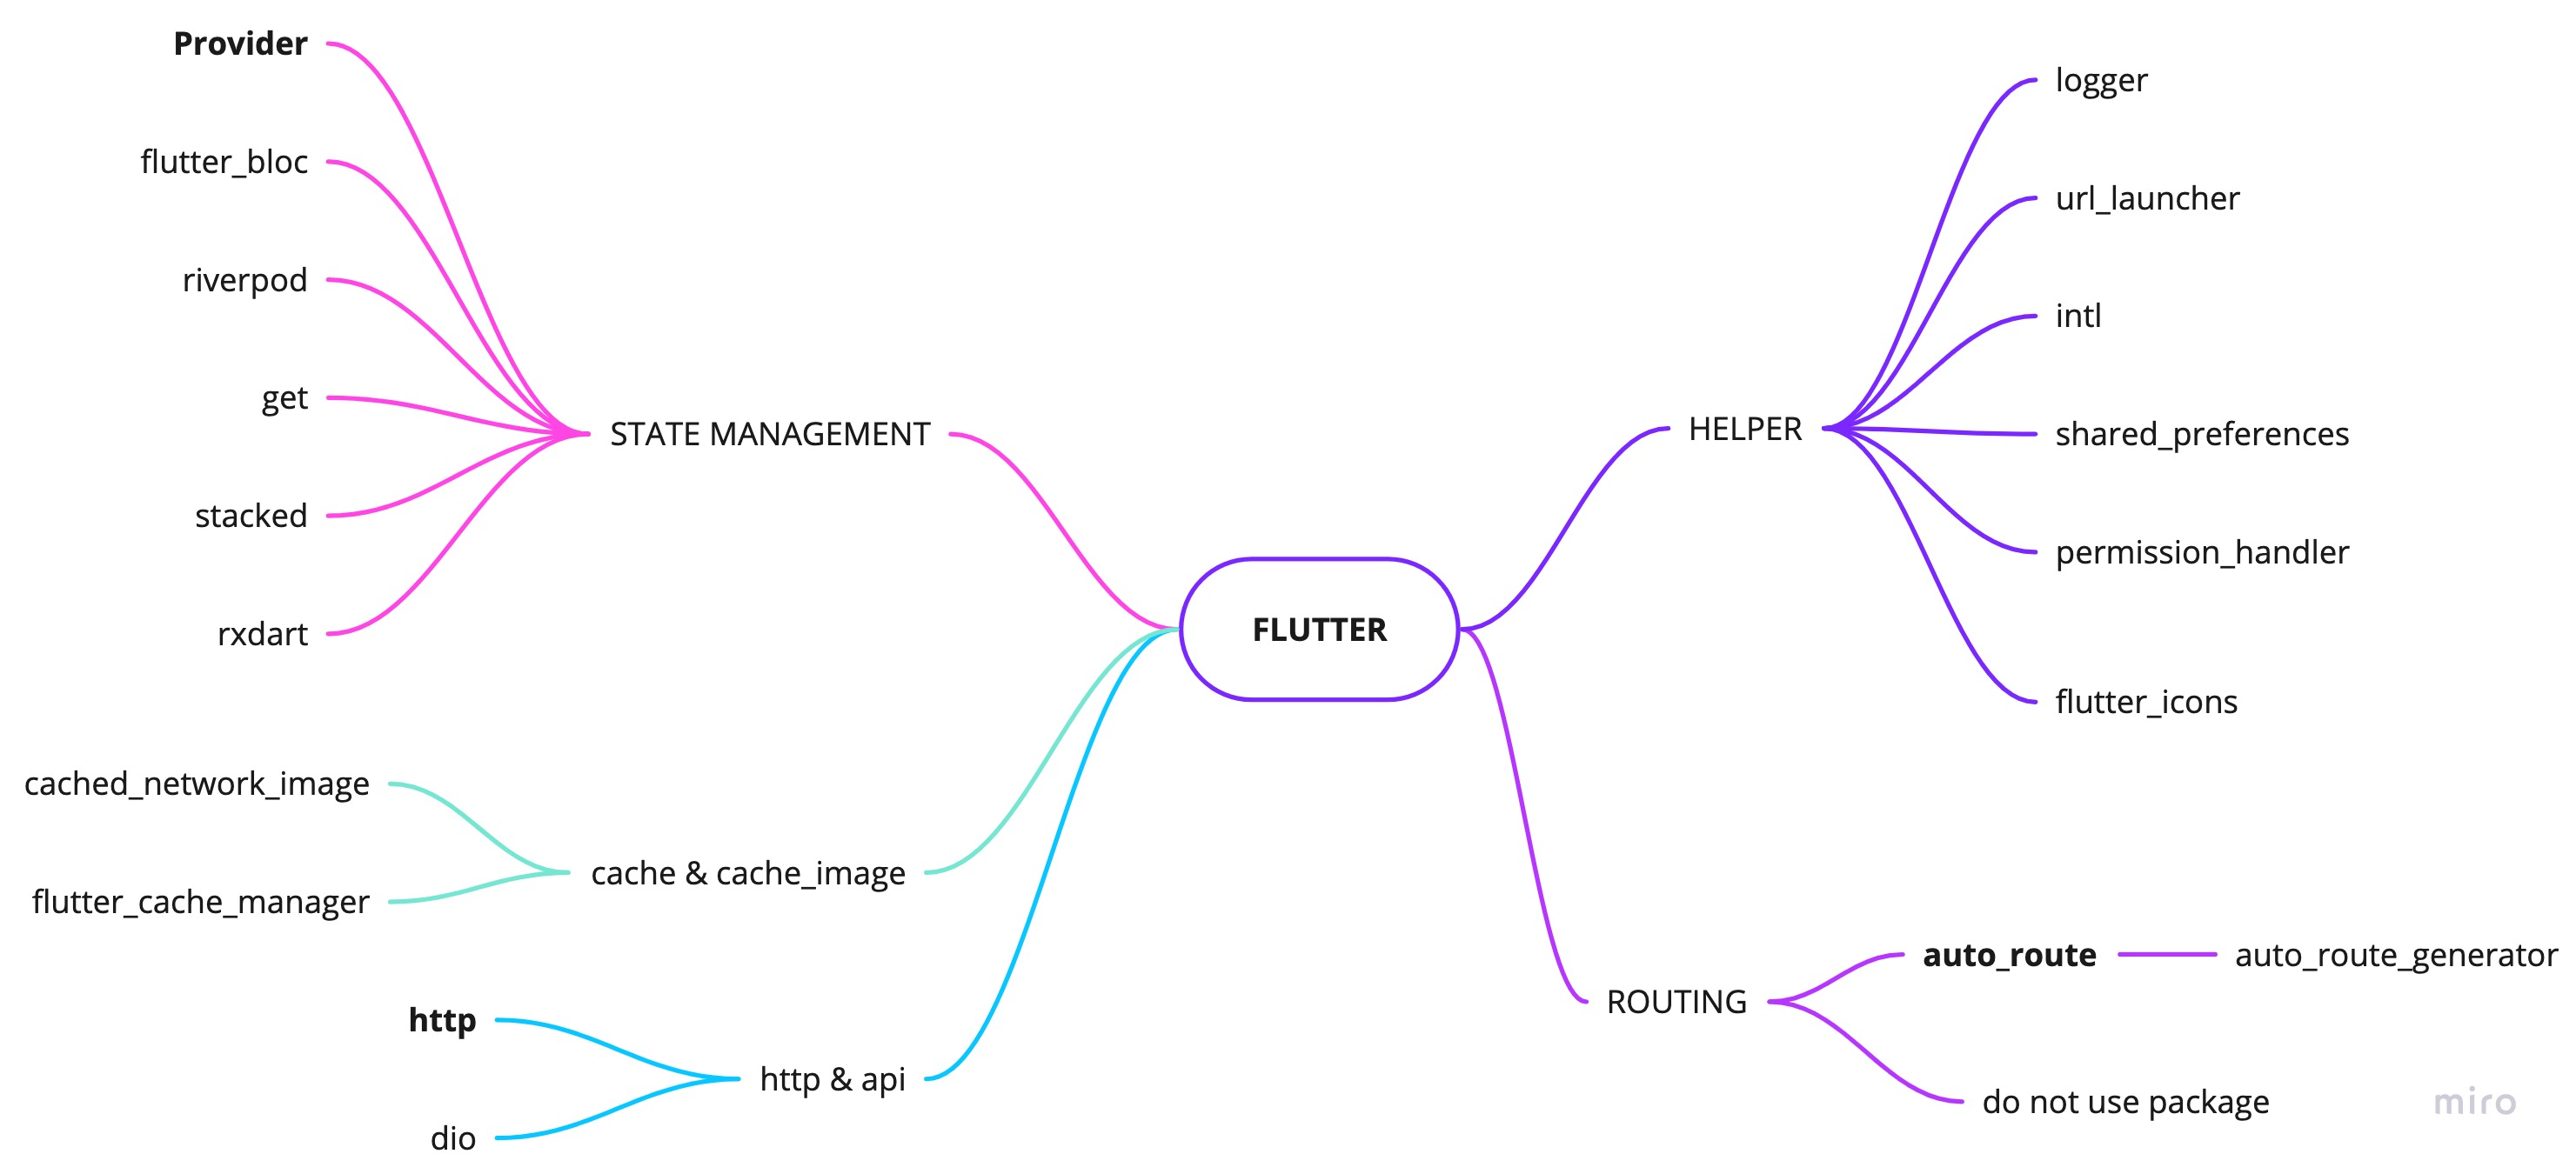 Provider
flutter_bloc
riverpod
get
stacked
rxdart
STATE MANAGEMENT
cached_network_image
flutter_cache_manager
cache & cache_image
http
dio
http & api
FLUTTER
HELPER
logger
url_launcher
intl
shared_preferences
permission_handler
flutter_icons
ROUTING
auto_route
auto_route_generator
do not use package
miro